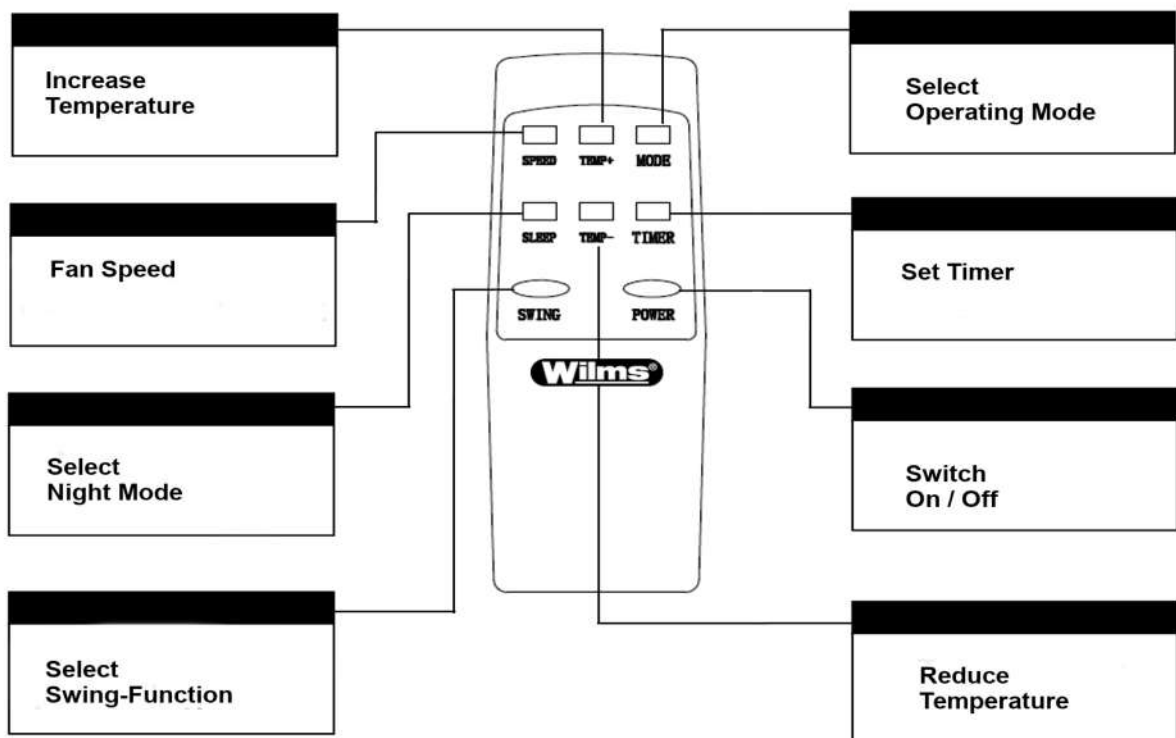 Increase
Temperature
Select
Operating Mode
SPEED
TEMP+
MODE
Fan Speed
SLEEP
TEMP-
TIMER
Set Timer
SWING
POWER
Wilms®
Select
Night Mode
Switch
On / Off
Select
Swing-Function
Reduce
Temperature